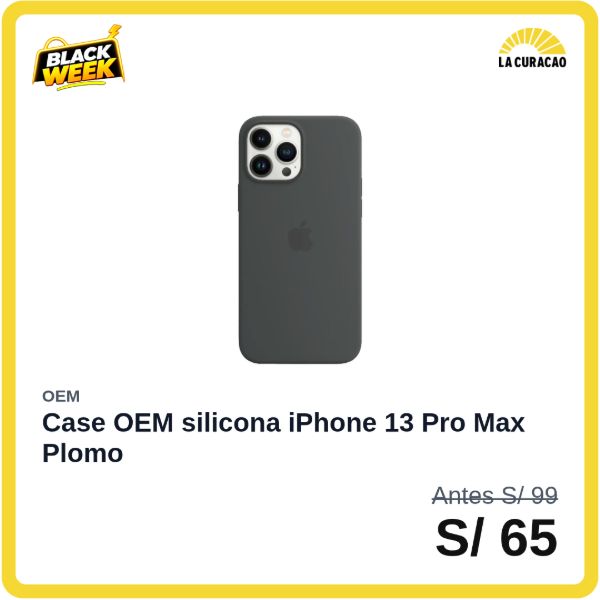 BLACK
WEEK
LA CURACAO
OEM
Case OEM silicona iPhone 13 Pro Max
Plomo
Antes S/ 99
S/ 65